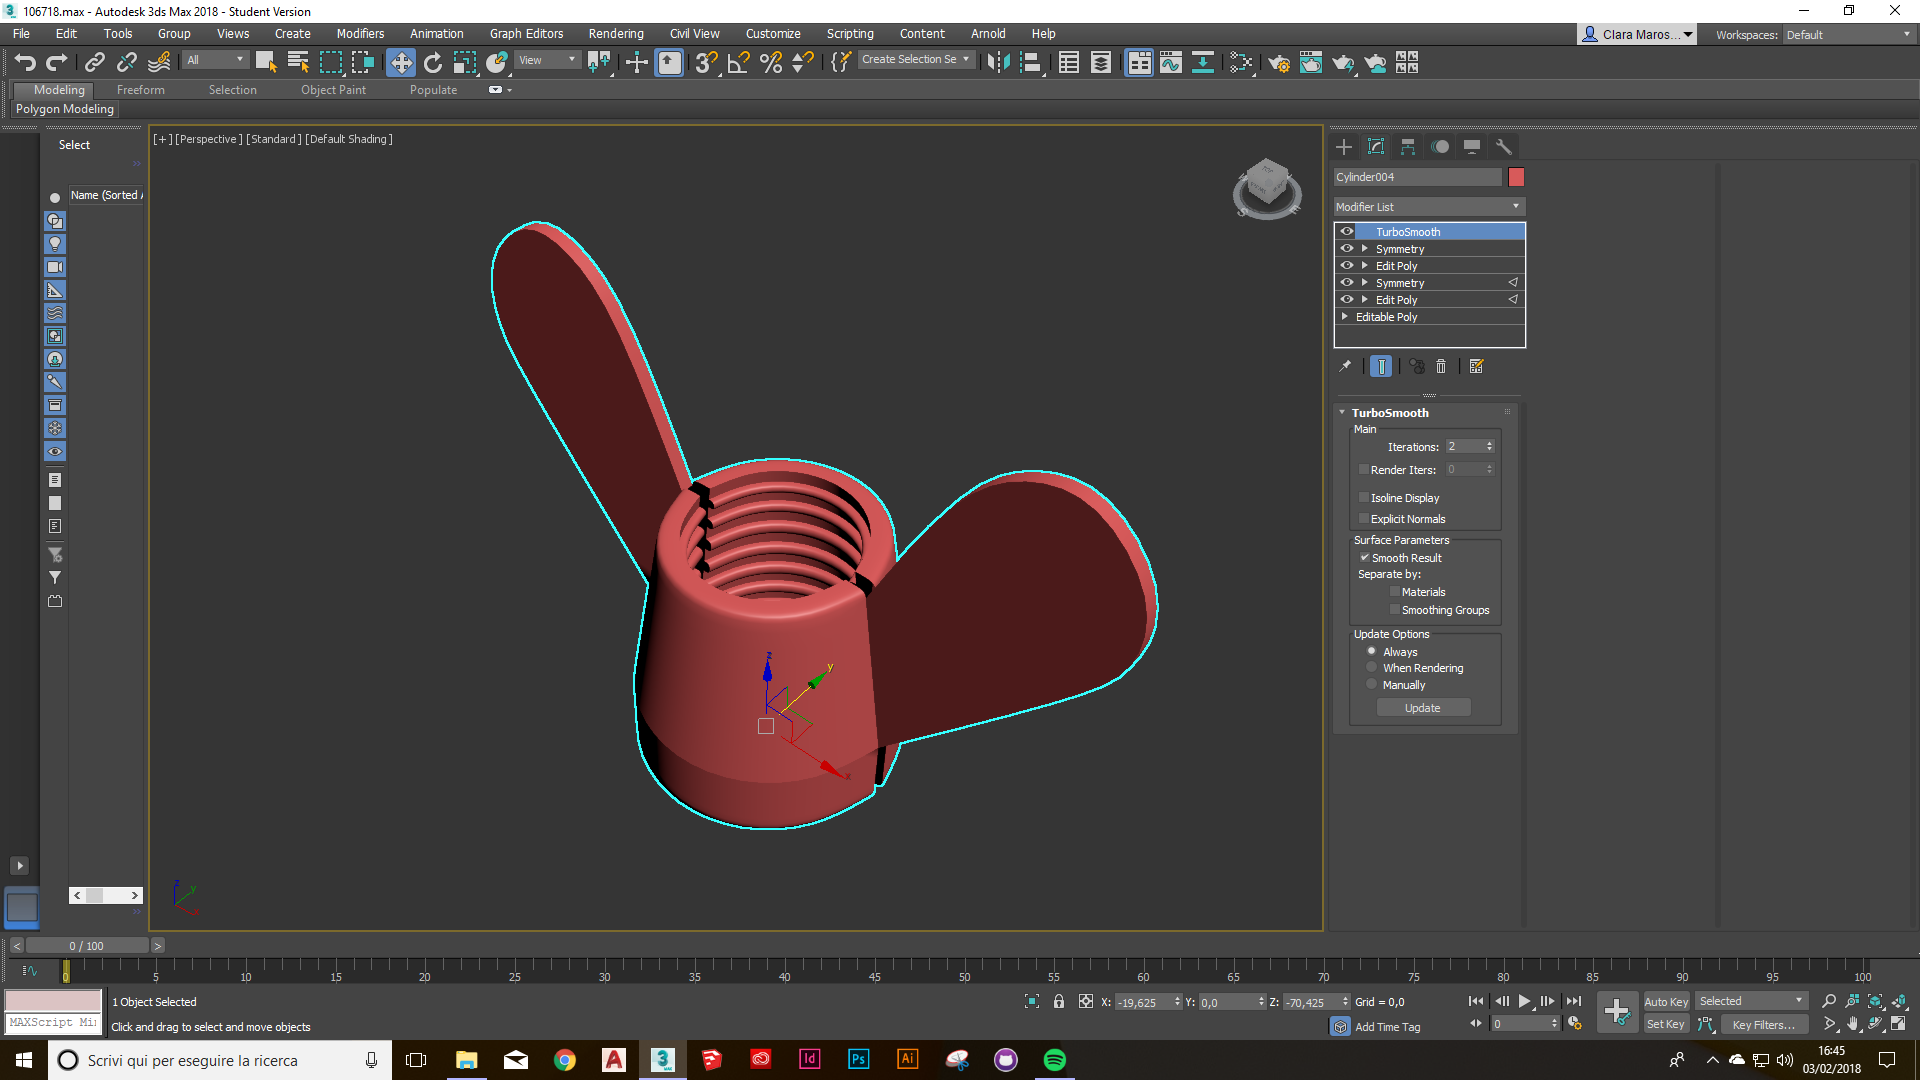 106718.max - Autodesk 3ds Max 2018 - Student Version
File Edit Tools Group Views Create Modifiers Animation Graph Editors Rendering Civil View Customize Scripting Content Arnold Help
Clara Maros... Workspaces: Default
All View Create Selection Se
Modeling Freeform Selection Object Paint Populate
Polygon Modeling
Select
Name (Sorted A
[+] [Perspective] [Standard] [Default Shading]
Cylinder004
Modifier List
TurboSmooth
Symmetry
Edit Poly
Symmetry
Edit Poly
Editable Poly
TurboSmooth
Main
Iterations: 2
Render Iters: 0
Isoline Display
Explicit Normals
Surface Parameters
Smooth Result
Separate by:
Materials
Smoothing Groups
Update Options
Always
When Rendering
Manually
Update
z
y
x
z
y
< 0 / 100 >
0 5 10 15 20 25 30 35 40 45 50 55 60 65 70 75 80 85 90 95 100
1 Object Selected
X: -19,625 Y: 0,0 Z: -70,425 Grid = 0,0
Auto Key Selected
MAXScript Mi
Click and drag to select and move objects
Add Time Tag
0
Set Key Key Filters...
Scrivi qui per eseguire la ricerca
16:45
03/02/2018